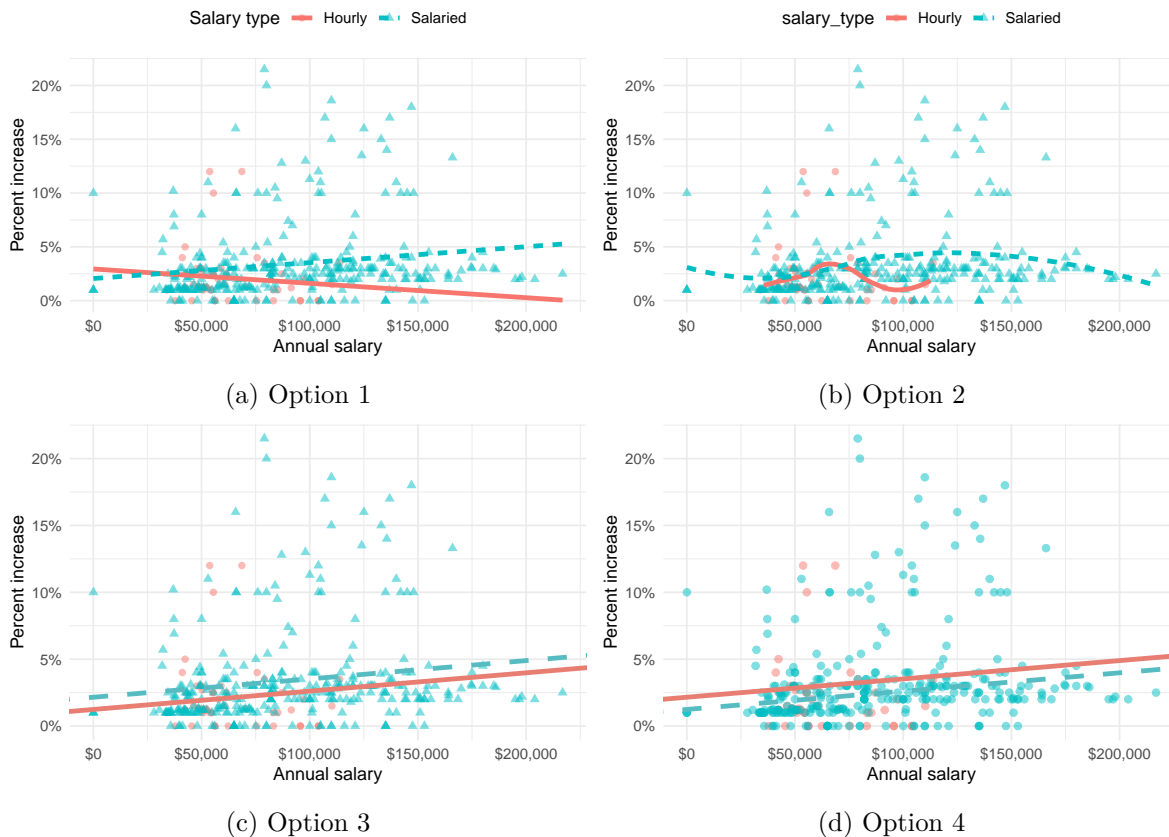 Salary type Hourly Salaried
salary_type Hourly Salaried
20%
15%
10%
5%
0%
Percent increase
$0 $50,000 $100,000 $150,000 $200,000
Annual salary
20%
15%
10%
5%
0%
Percent increase
$0 $50,000 $100,000 $150,000 $200,000
Annual salary
(a) Option 1
(b) Option 2
20%
15%
10%
5%
0%
Percent increase
$0 $50,000 $100,000 $150,000 $200,000
Annual salary
20%
15%
10%
5%
0%
Percent increase
$0 $50,000 $100,000 $150,000 $200,000
Annual salary
(c) Option 3
(d) Option 4